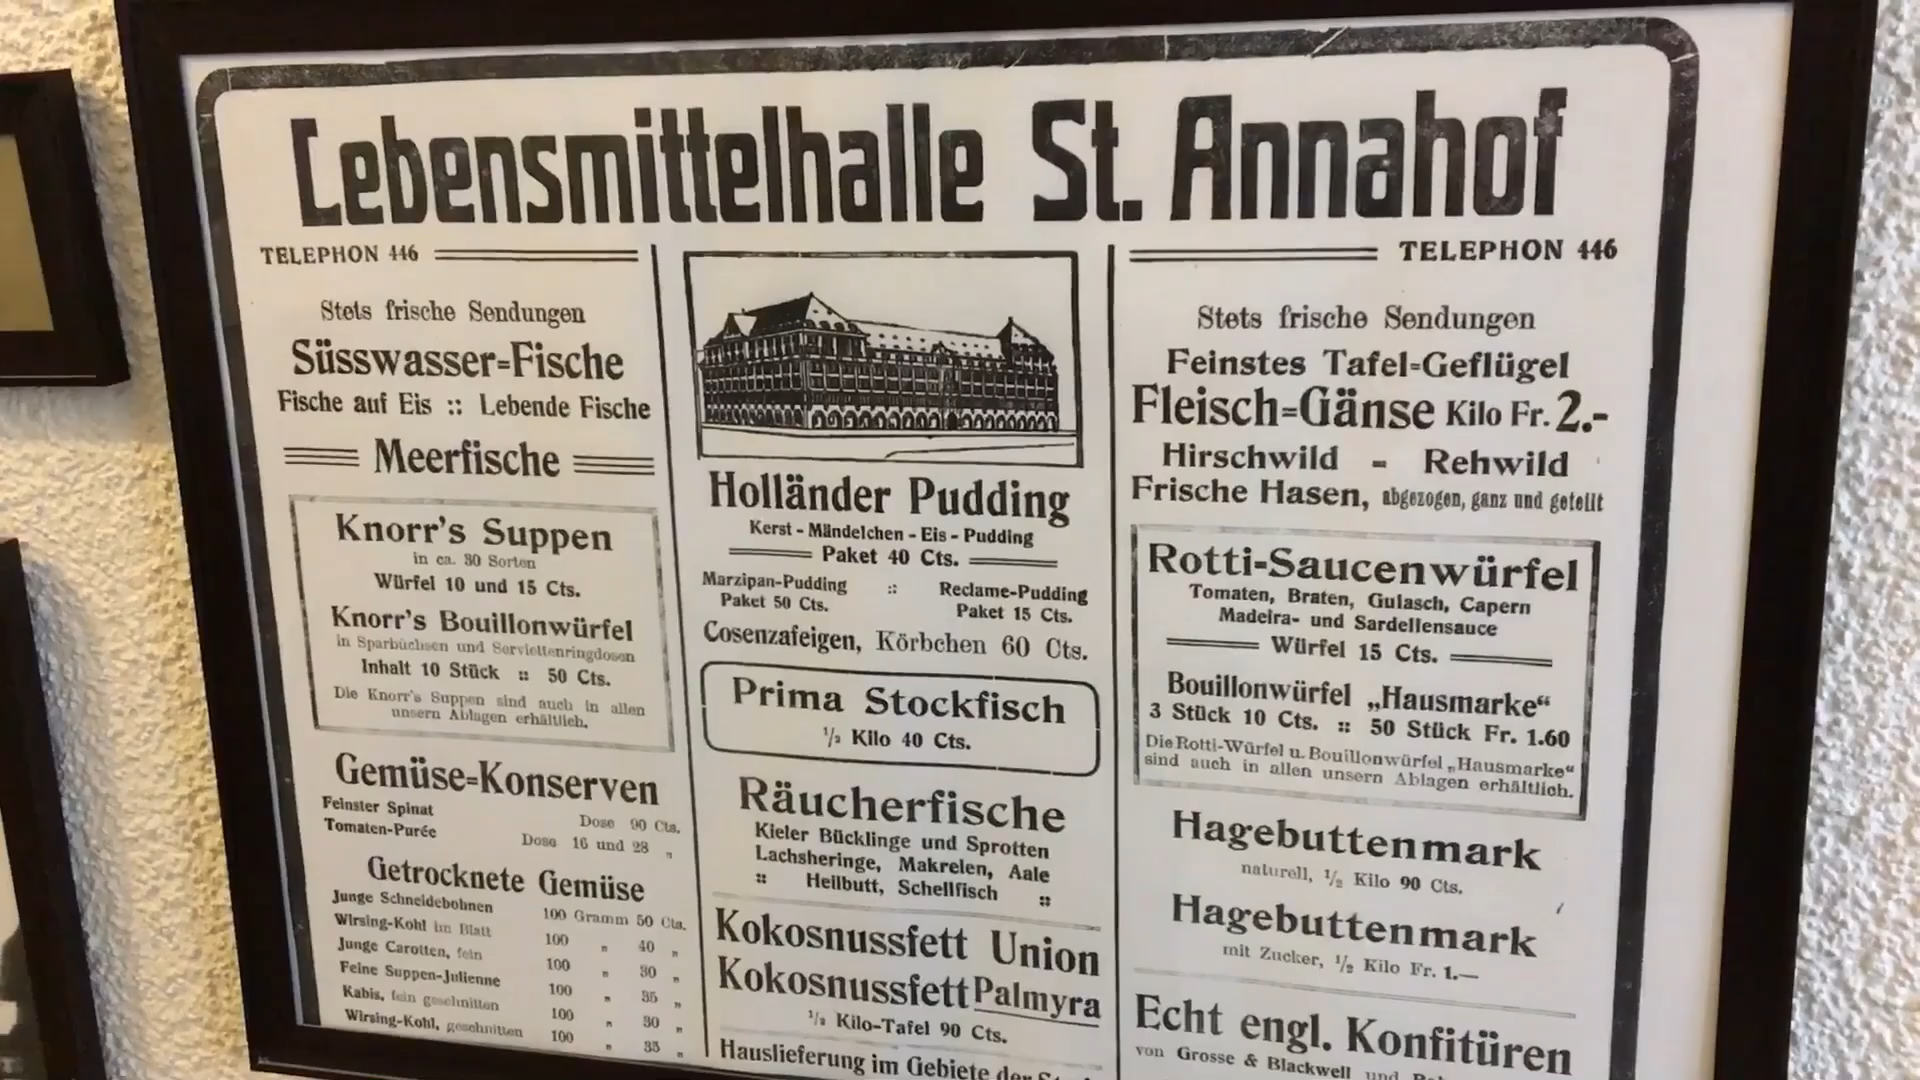 Lebensmittelhalle St. Annahof
TELEPHON 446
Stets frische Sendungen
Süsswasser=Fische
Fische auf Eis :: Lebende Fische
Meerfische
Knorr's Suppen
in ca. 30 Sorten
Würfel 10 und 15 Cts.
Knorr's Bouillonwürfel
in Sparbüchsen und Serviettenringdosen
Inhalt 10 Stück :: 50 Cts.
Die Knorr's Suppen sind auch in allen
unsern Ablagen erhältlich.
Gemüse=Konserven
Feinster Spinat Dose 90 Cts.
Tomaten-Purée Dose 16 und 28 "
Getrocknete Gemüse
Junge Schneidebohnen 100 Gramm 50 Cts.
Wirsing-Kohl im Blatt 100 " 40 "
Junge Carotten, fein 100 " 30 "
Feine Suppen-Julienne 100 " 35 "
Kabis, fein geschnitten 100 " 30 "
Wirsing-Kohl, geschnitten 100 " 35 "
Holländer Pudding
Kerst - Mändelchen - Eis - Pudding
Paket 40 Cts.
Marzipan-Pudding :: Reclame-Pudding
Paket 50 Cts. Paket 15 Cts.
Cosenzafeigen, Körbchen 60 Cts.
Prima Stockfisch
1/2 Kilo 40 Cts.
Räucherfische
Kieler Bücklinge und Sprotten
Lachsheringe, Makrelen, Aale
:: Heilbutt, Schellfisch ::
Kokosnussfett Union
Kokosnussfett Palmyra
1/2 Kilo-Tafel 90 Cts.
Hauslieferung im Gebiete der
TELEPHON 446
Stets frische Sendungen
Feinstes Tafel=Geflügel
Fleisch=Gänse Kilo Fr. 2.-
Hirschwild - Rehwild
Frische Hasen, abgezogen, ganz und geteilt
Rotti-Saucenwürfel
Tomaten, Braten, Gulasch, Capern
Madeira- und Sardellensauce
Würfel 15 Cts.
Bouillonwürfel „Hausmarke“
3 Stück 10 Cts. :: 50 Stück Fr. 1.60
Die Rotti-Würfel u. Bouillonwürfel „Hausmarke“
sind auch in allen unsern Ablagen erhältlich.
Hagebuttenmark
naturell, 1/2 Kilo 90 Cts.
Hagebuttenmark
mit Zucker, 1/2 Kilo Fr. 1.—
Echt engl. Konfitüren
von Grosse & Blackwell und